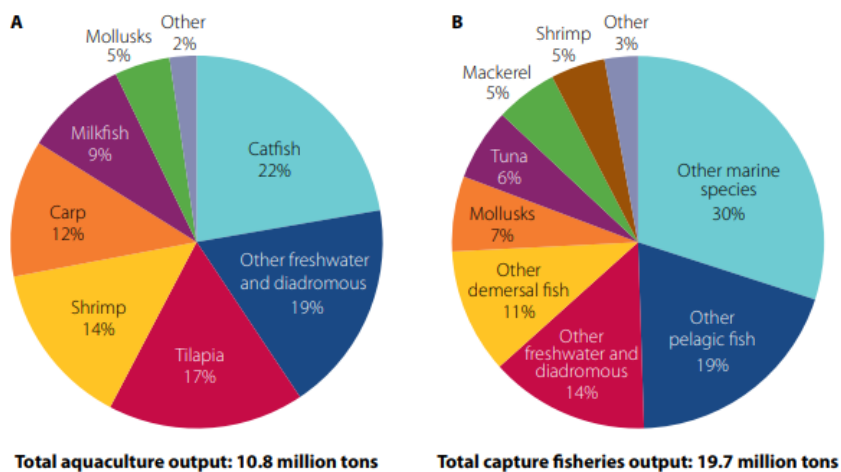 A
Other
2%
Mollusks
5%
Milkfish
9%
Catfish
22%
Carp
12%
Other freshwater
and diadromous
19%
Shrimp
14%
Tilapia
17%
Total aquaculture output: 10.8 million tons
B
Other
3%
Shrimp
5%
Mackerel
5%
Tuna
6%
Other marine
species
30%
Mollusks
7%
Other
demersal fish
11%
Other
pelagic fish
19%
Other
freshwater and
diadromous
14%
Total capture fisheries output: 19.7 million tons